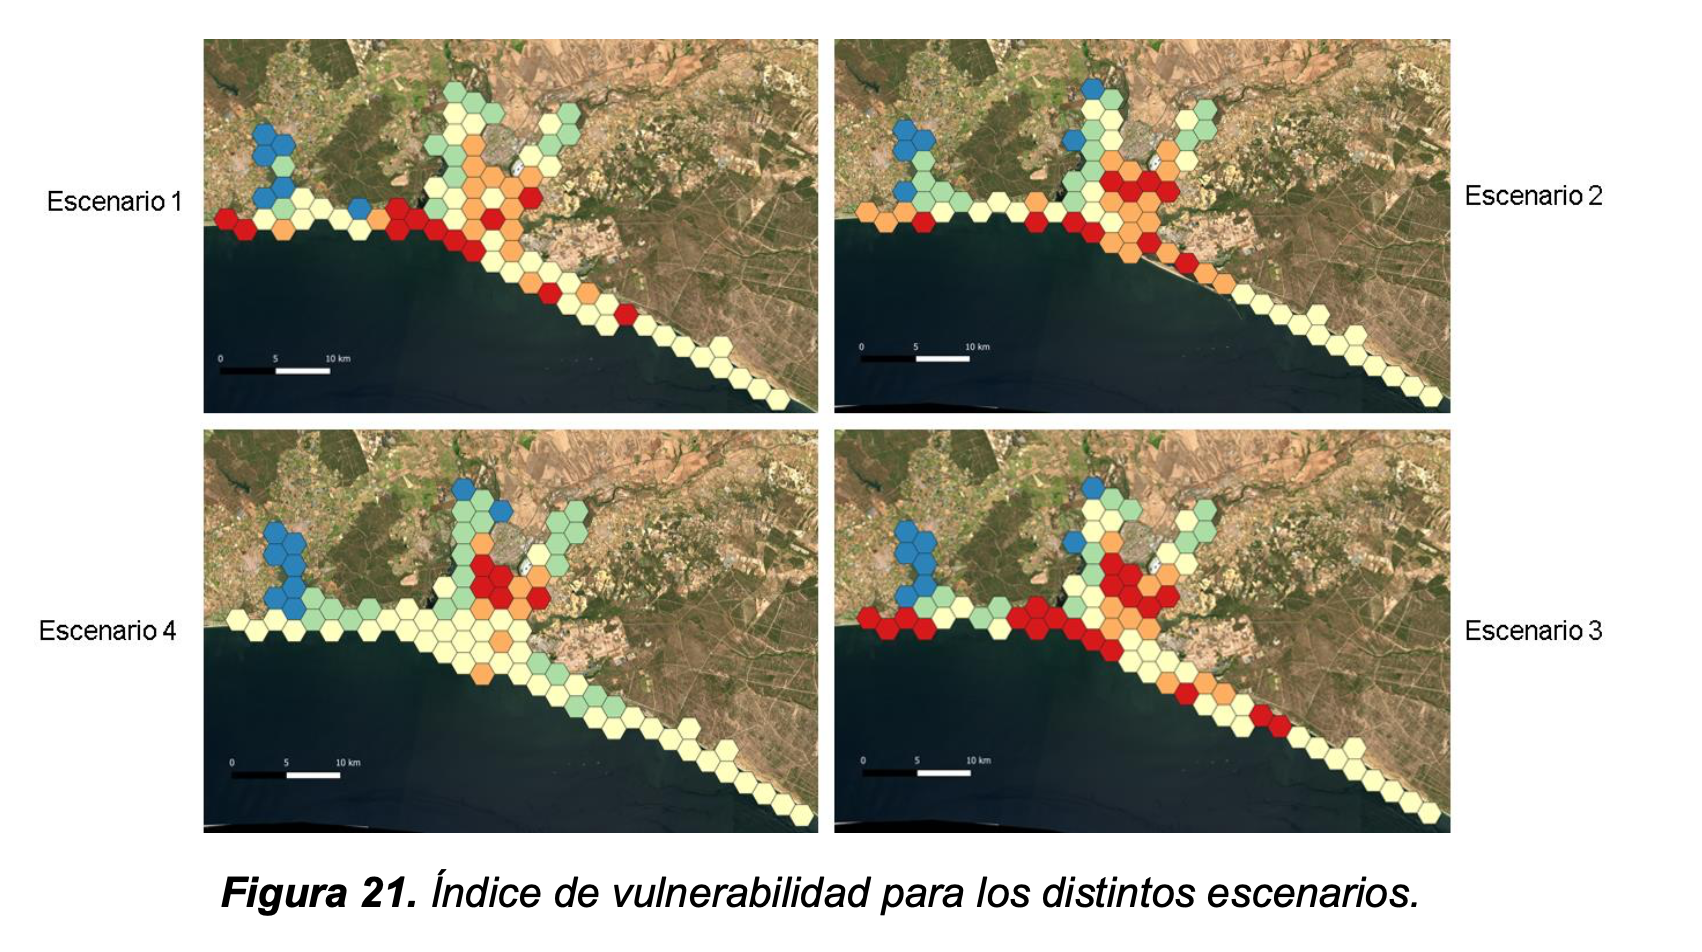 Escenario 1
0 5 10 km
Escenario 2
0 5 10 km
Escenario 4
0 5 10 km
Escenario 3
0 5 10 km
Figura 21. Índice de vulnerabilidad para los distintos escenarios.